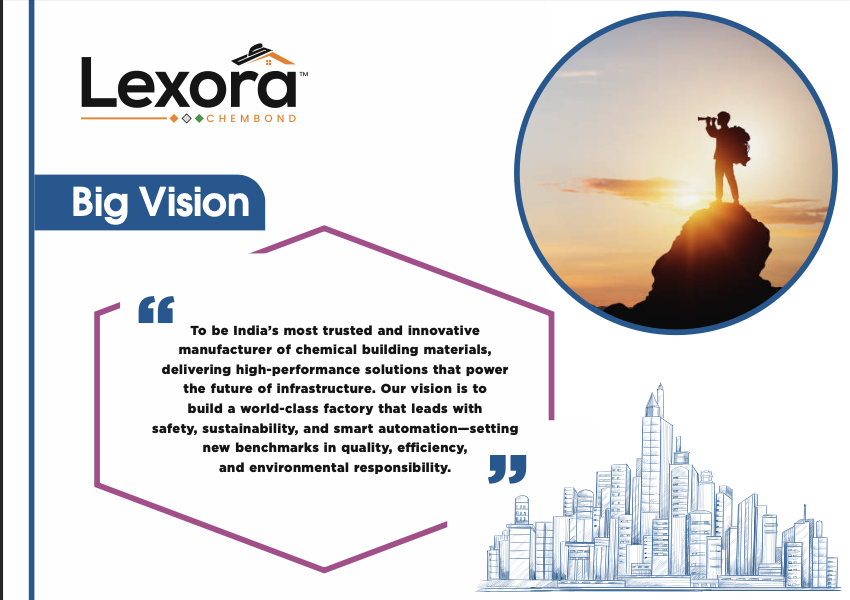 Lexora™
CHEMBOND
Big Vision
“
To be India’s most trusted and innovative
manufacturer of chemical building materials,
delivering high-performance solutions that power
the future of infrastructure. Our vision is to
build a world-class factory that leads with
safety, sustainability, and smart automation—setting
new benchmarks in quality, efficiency,
and environmental responsibility.
”